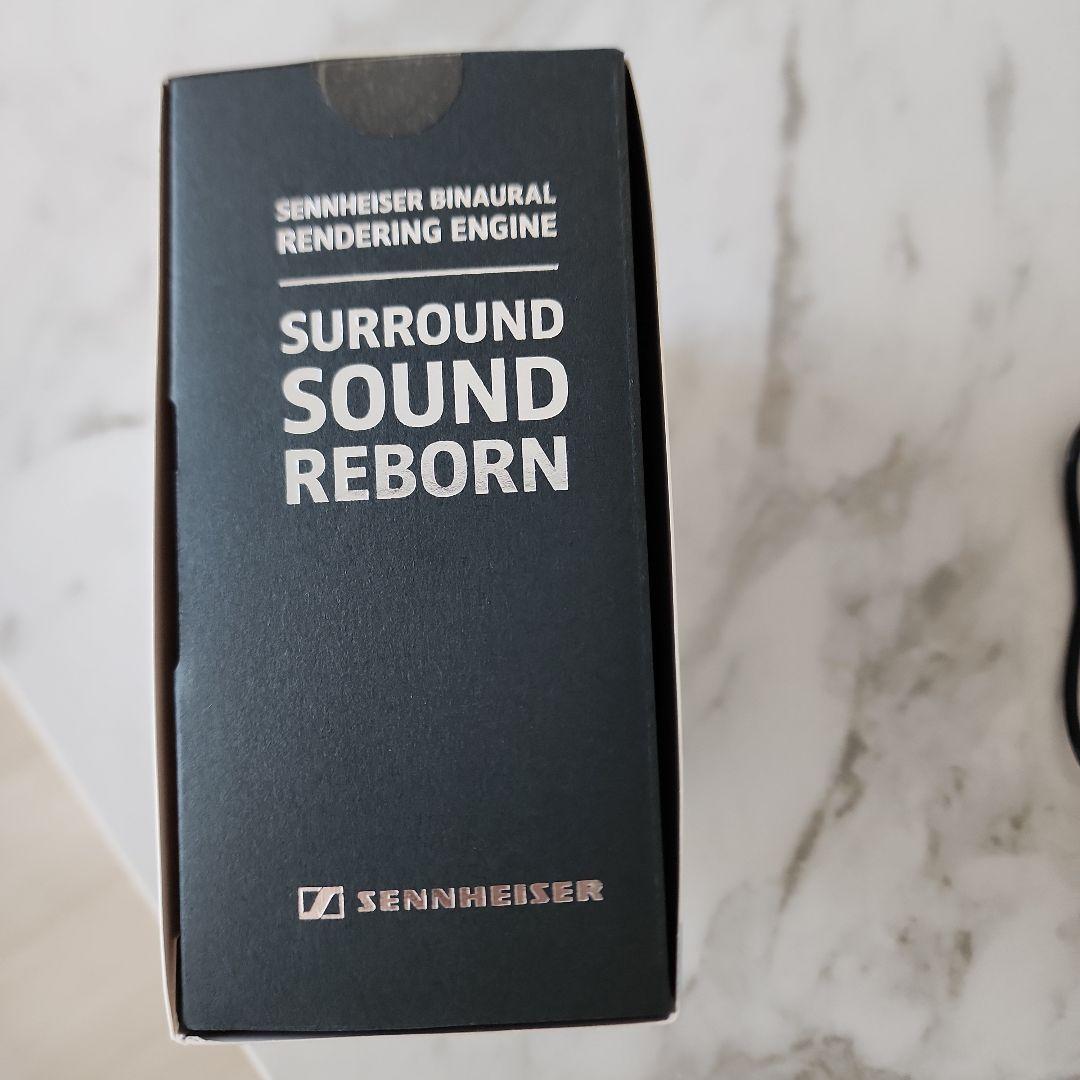 SENNHEISER BINAURAL
RENDERING ENGINE
SURROUND
SOUND
REBORN
SENNHEISER